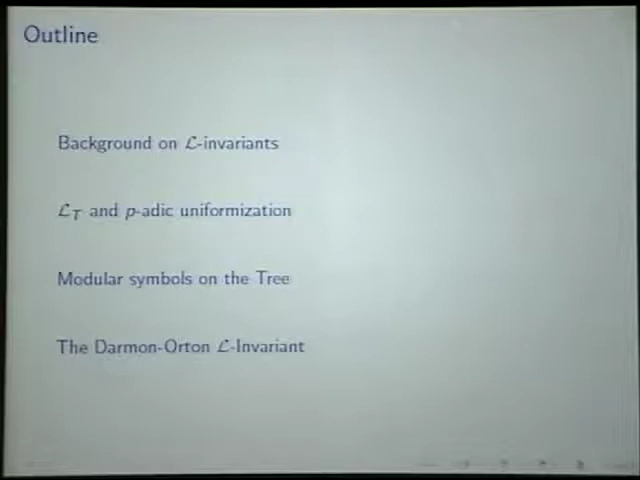 Outline
Background on ℒ-invariants
ℒ_T and p-adic uniformization
Modular symbols on the Tree
The Darmon-Orton ℒ-Invariant